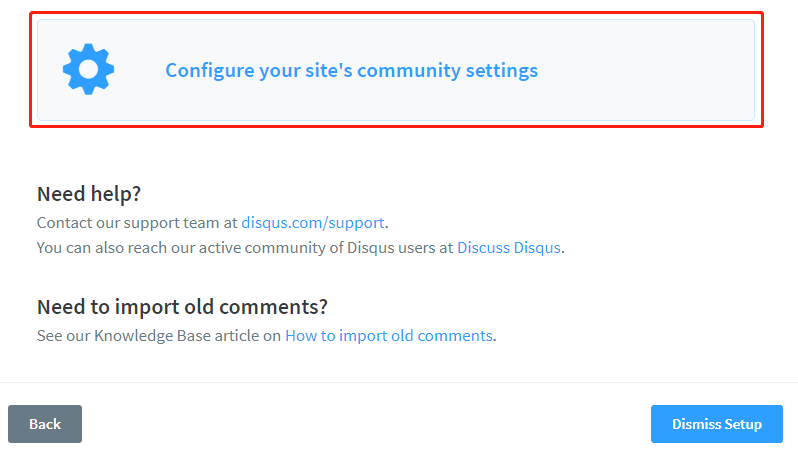 Configure your site's community settings
Need help?
Contact our support team at disqus.com/support.
You can also reach our active community of Disqus users at Discuss Disqus.
Need to import old comments?
See our Knowledge Base article on How to import old comments.
Back
Dismiss Setup